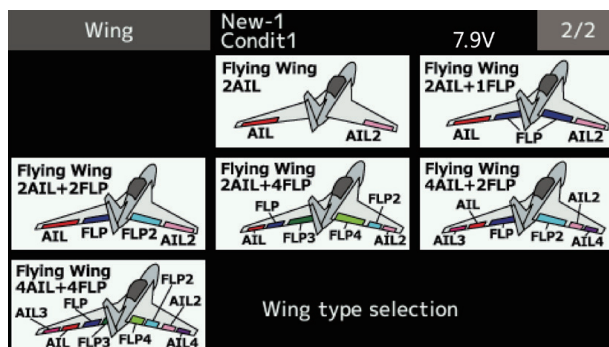 Wing
New-1
Condit1
7.9V
2/2
Flying Wing
2AIL
AIL
AIL2
Flying Wing
2AIL+1FLP
AIL
FLP
AIL2
Flying Wing
2AIL+2FLP
AIL
FLP
FLP2
AIL2
Flying Wing
2AIL+4FLP
FLP2
AIL
FLP3
FLP4
AIL2
Flying Wing
4AIL+2FLP
AIL2
AIL
AIL3
FLP
FLP2
AIL4
Flying Wing
4AIL+4FLP
FLP2
FLP
AIL2
AIL3
AIL
FLP3
FLP4
AIL4
Wing type selection